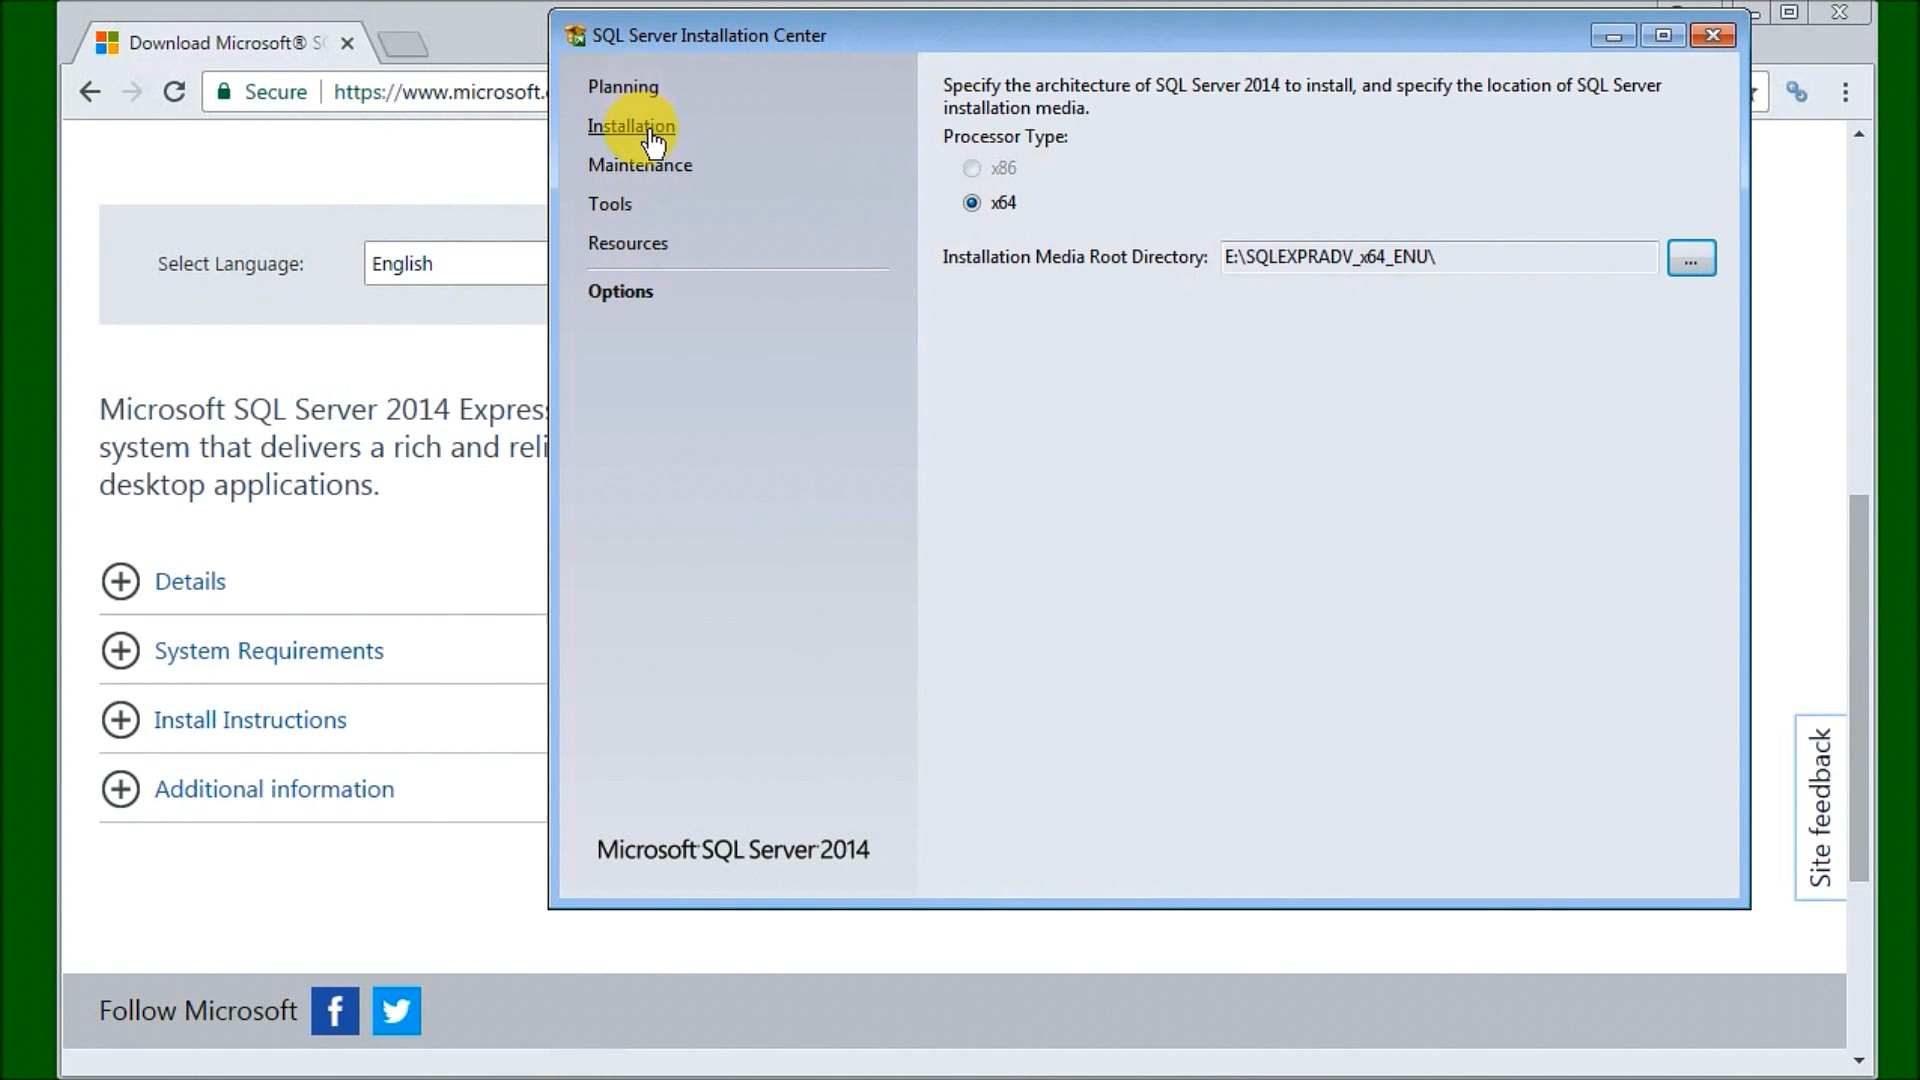 Download Microsoft® S
Secure
https://www.microsoft.
Select Language:
English
Microsoft SQL Server 2014 Express
system that delivers a rich and reli
desktop applications.
Details
System Requirements
Install Instructions
Additional information
Follow Microsoft
Site feedback
SQL Server Installation Center
Planning
Installation
Maintenance
Tools
Resources
Options
Microsoft SQL Server 2014
Specify the architecture of SQL Server 2014 to install, and specify the location of SQL Server
installation media.
Processor Type:
x86
x64
Installation Media Root Directory:
E:\SQLEXPRADV_x64_ENU\
...